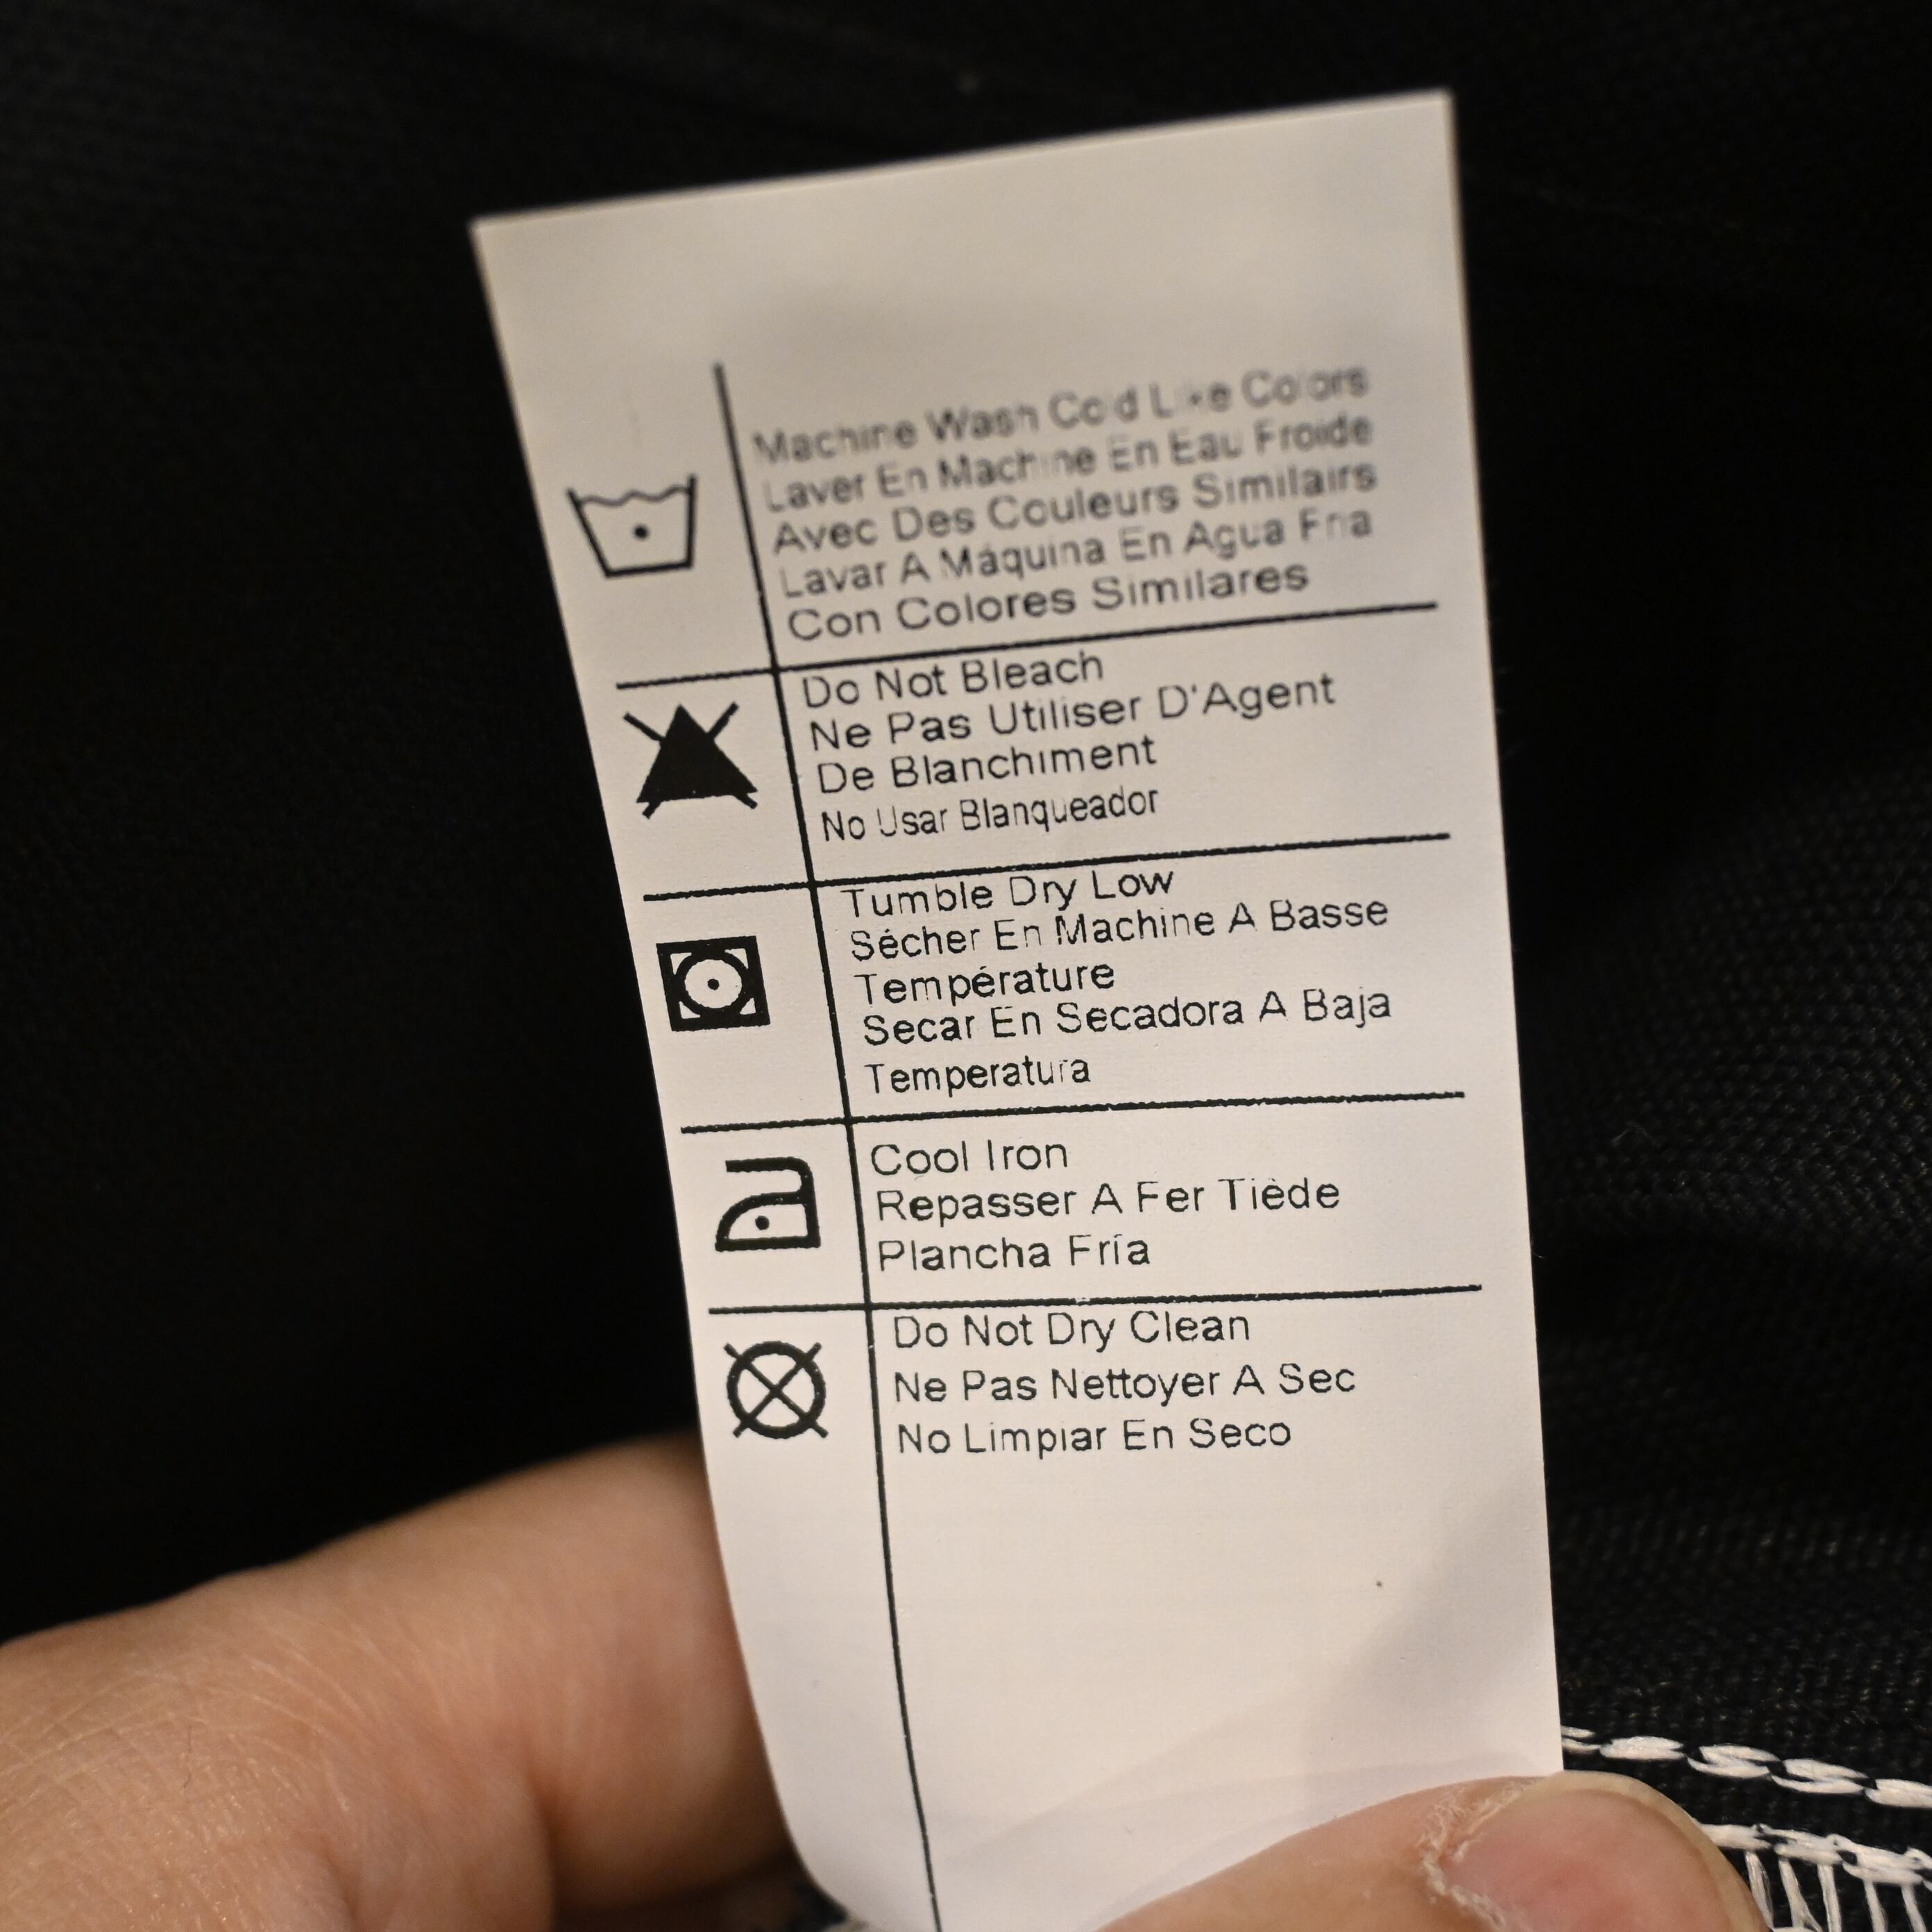 Machine Wash Cold Like Colors
Laver En Machine En Eau Froide
Avec Des Couleurs Similairs
Lavar A Máquina En Agua Fria
Con Colores Similares
Do Not Bleach
Ne Pas Utiliser D'Agent
De Blanchiment
No Usar Blanqueador
Tumble Dry Low
Sécher En Machine A Basse
Température
Secar En Secadora A Baja
Temperatura
Cool Iron
Repasser A Fer Tiède
Plancha Fría
Do Not Dry Clean
Ne Pas Nettoyer A Sec
No Limpiar En Seco